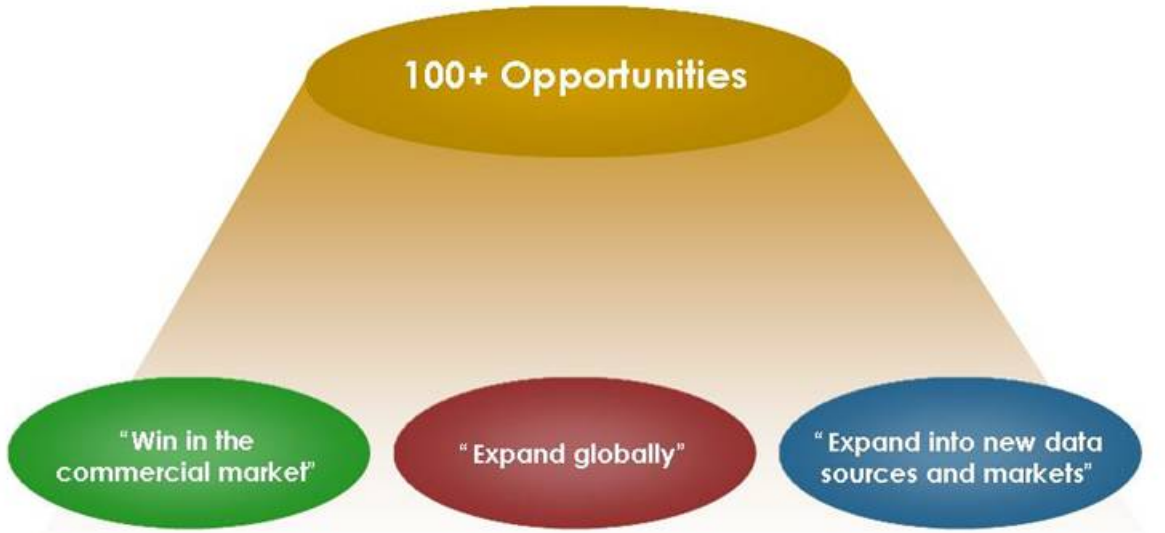 100+ Opportunities
“Win in the
commercial market”
“Expand globally”
“Expand into new data
sources and markets”